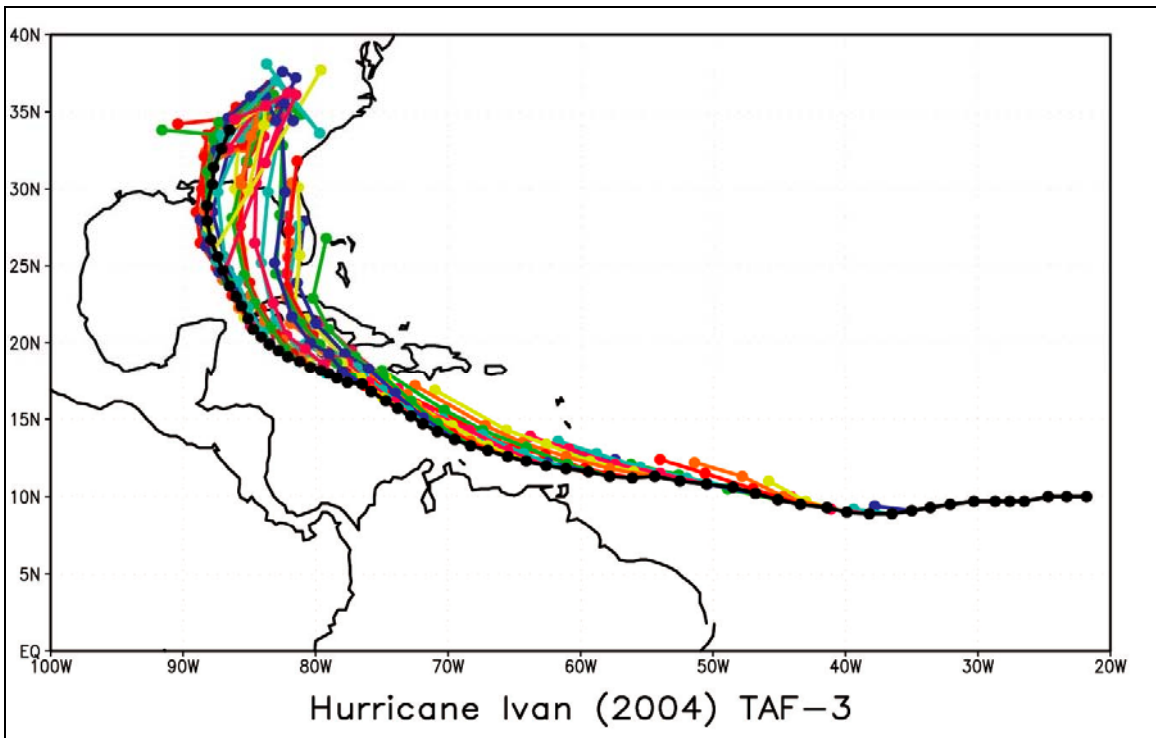 40N
35N
30N
25N
20N
15N
10N
5N
EQ
100W 90W 80W 70W 60W 50W 40W 30W 20W
Hurricane Ivan (2004) TAF-3